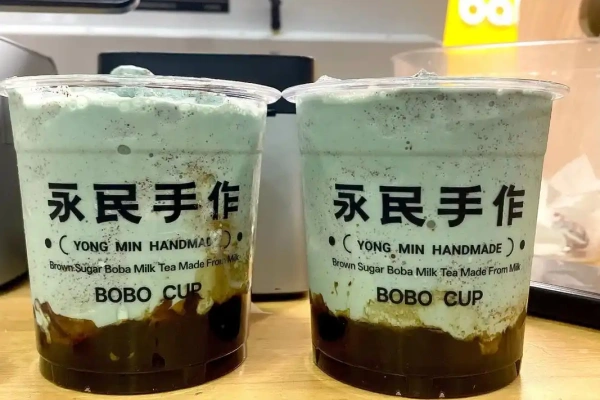 永民手作
( YONG MIN HANDMADE )
Brown Sugar Boba Milk Tea Made From Milk
BOBO CUP
永民手作
( YONG MIN HANDMADE )
Brown Sugar Boba Milk Tea Made From Milk
BOBO CUP